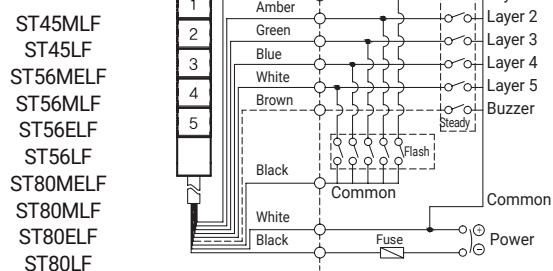 ST45MLF
ST45LF
ST56MELF
ST56MLF
ST56ELF
ST56LF
ST80MELF
ST80MLF
ST80ELF
ST80LF
1
2
3
4
5
Amber
Green
Blue
White
Brown
Black
White
Black
Layer 2
Layer 3
Layer 4
Layer 5
Buzzer
Steady
Flash
Common
Common
Fuse
Power